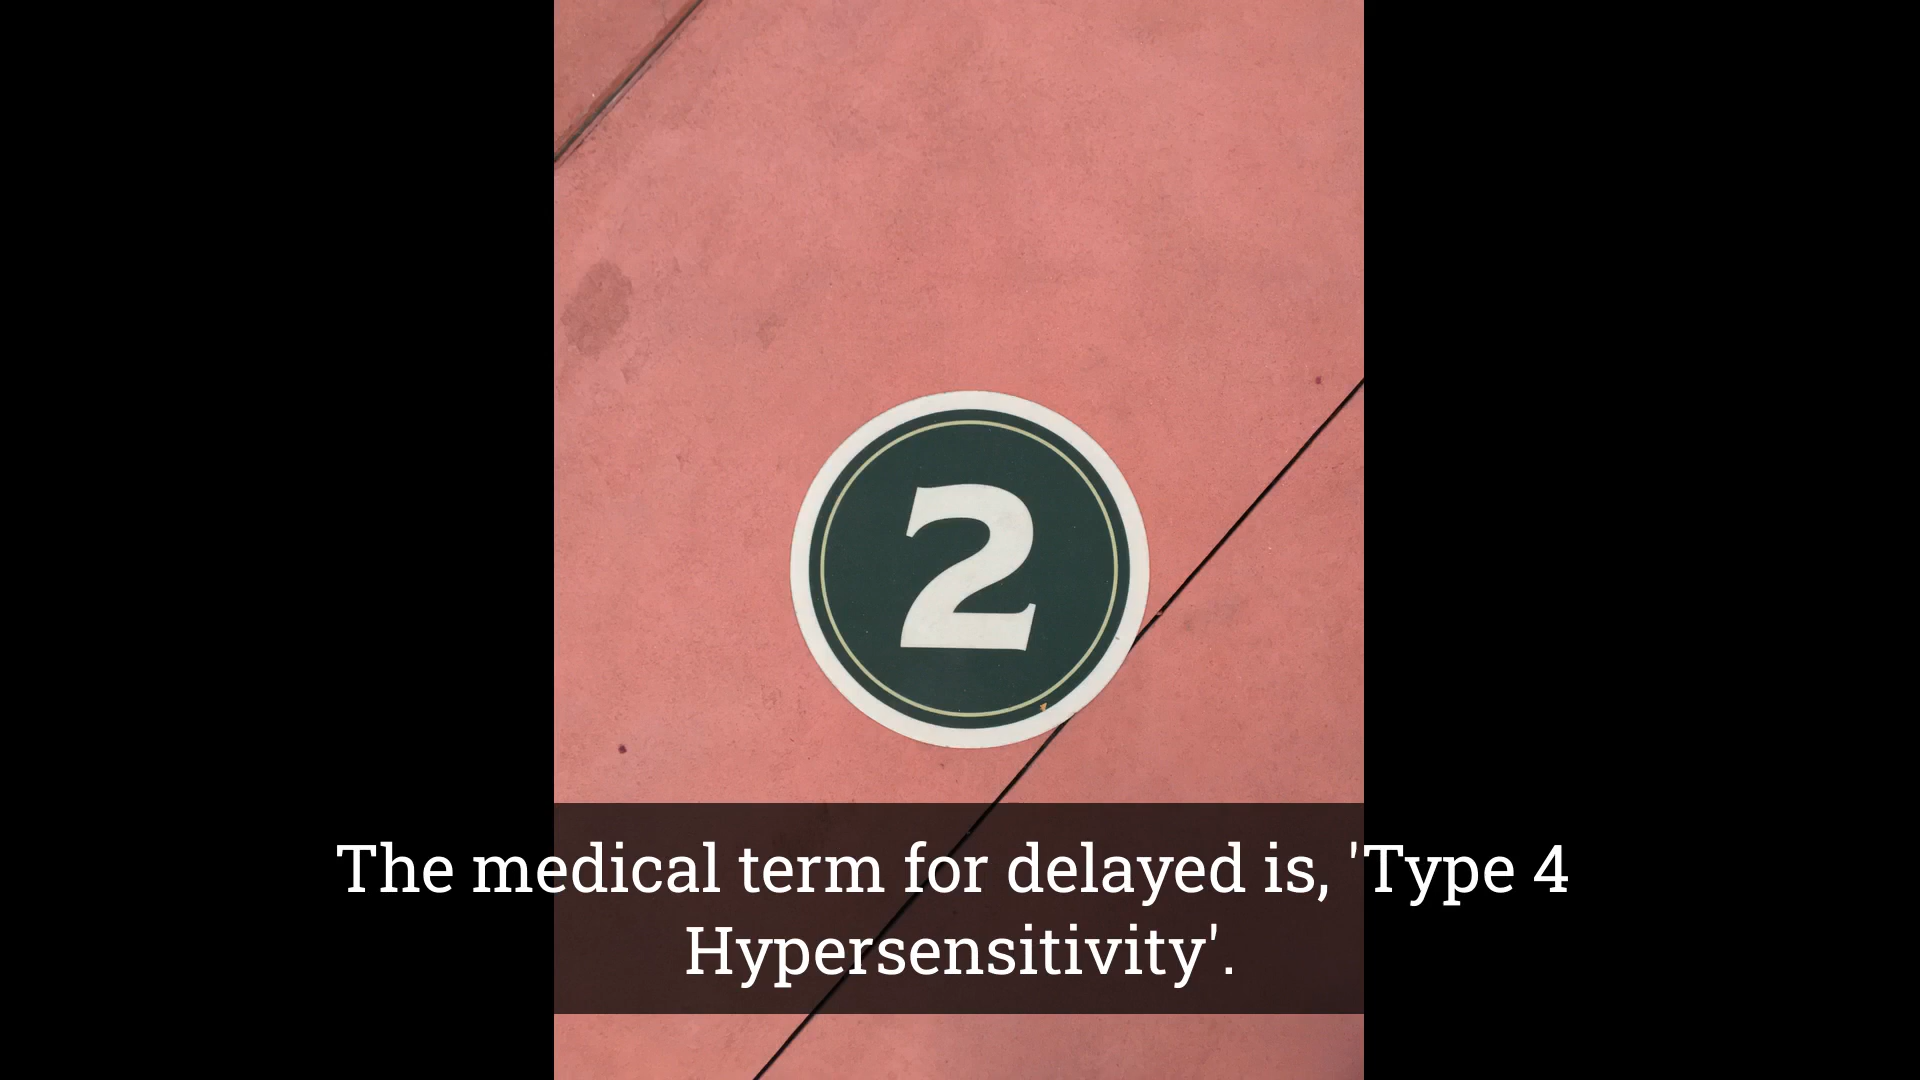 2
The medical term for delayed is, 'Type 4
Hypersensitivity'.